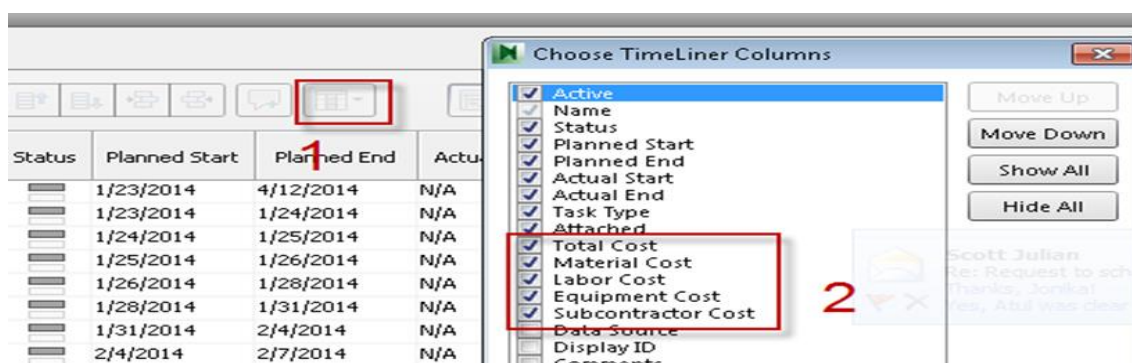 Choose TimeLiner Columns
1
Status Planned Start Planned End Actu
1/23/2014 4/12/2014 N/A
1/23/2014 1/24/2014 N/A
1/24/2014 1/25/2014 N/A
1/25/2014 1/26/2014 N/A
1/26/2014 1/28/2014 N/A
1/28/2014 1/31/2014 N/A
1/31/2014 2/4/2014 N/A
2/4/2014 2/7/2014 N/A
Active
Name
Status
Planned Start
Planned End
Actual Start
Actual End
Task Type
Attached
Total Cost
Material Cost
Labor Cost
Equipment Cost
Subcontractor Cost
Data Source
Display ID
Comments
2
Move Up
Move Down
Show All
Hide All
Scott Julian
Re: Request to sch
Thanks, Jonika!
Yes, Atul was clear